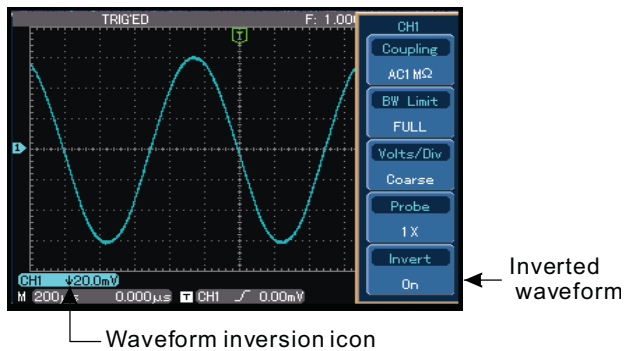 TRIG'ED F: 1.00
T
CH1
Coupling
AC1MΩ
BW Limit
FULL
Volts/Div
1
Coarse
Probe
1X
Invert
On
Inverted
waveform
CH1 ↓20.0mV
M 200 s 0.000μs T CH1 0.00mV
Waveform inversion icon